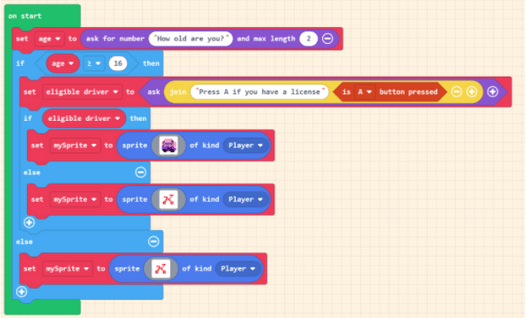 on start
set age to ask for number "How old are you?" and max length 2
if age ≥ 16 then
set eligible driver to ask join "Press A if you have a license" is A button pressed
if eligible driver then
set mySprite to sprite of kind Player
else
set mySprite to sprite of kind Player
else
set mySprite to sprite of kind Player